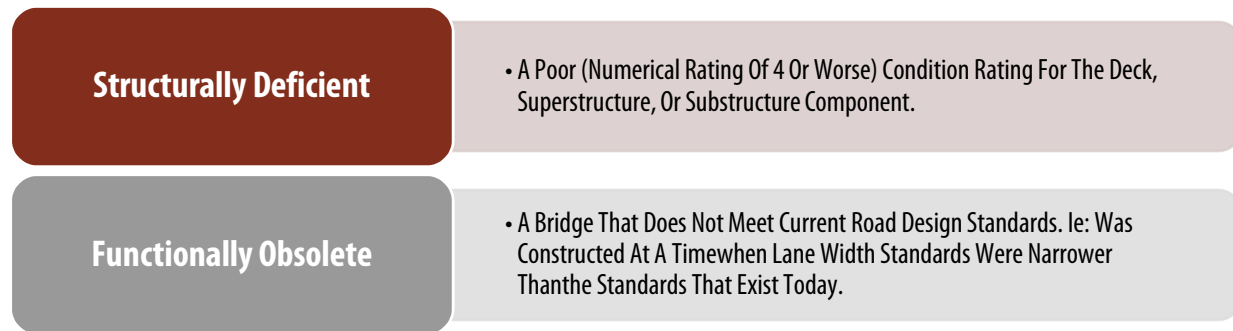 Structurally Deficient
• A Poor (Numerical Rating Of 4 Or Worse) Condition Rating For The Deck,
Superstructure, Or Substructure Component.
Functionally Obsolete
• A Bridge That Does Not Meet Current Road Design Standards. Ie: Was
Constructed At A Timewhen Lane Width Standards Were Narrower
Thanthe Standards That Exist Today.